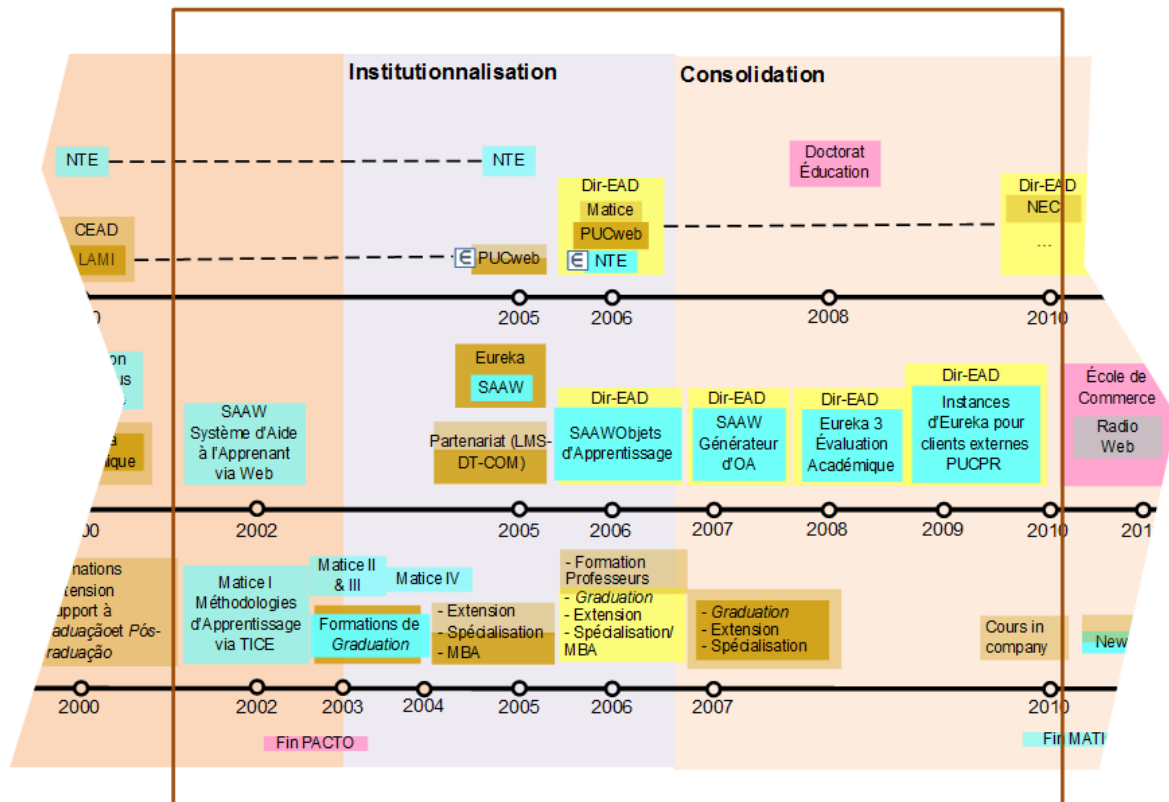 Institutionnalisation
Consolidation
NTE
NTE
Doctorat
Éducation
Dir-EAD
Matice
PUCweb
∈ NTE
Dir-EAD
NEC
...
CEAD
LAMI
∈ PUCweb
2005
2006
2008
2010
Eureka
SAAW
SAAW
Système d'Aide
à l'Apprenant
via Web
Partenariat (LMS-
DT-COM)
Dir-EAD
SAAWObjets
d'Apprentissage
Dir-EAD
SAAW
Générateur
d'OA
Dir-EAD
Eureka 3
Évaluation
Académique
Dir-EAD
Instances
d'Eureka pour
clients externes
PUCPR
École de
Commerce
Radio
Web
2002
2005
2006
2007
2008
2009
2010
Matice I
Méthodologies
d'Apprentissage
via TICE
Matice II
& III
Matice IV
Formations de
Graduation
- Extension
- Spécialisation
- MBA
- Formation
Professeurs
- Graduation
- Extension
- Spécialisation/
MBA
- Graduation
- Extension
- Spécialisation
Cours in
company
New
2000
2002
2003
2004
2005
2006
2007
2010
Fin PACTO
Fin MATI